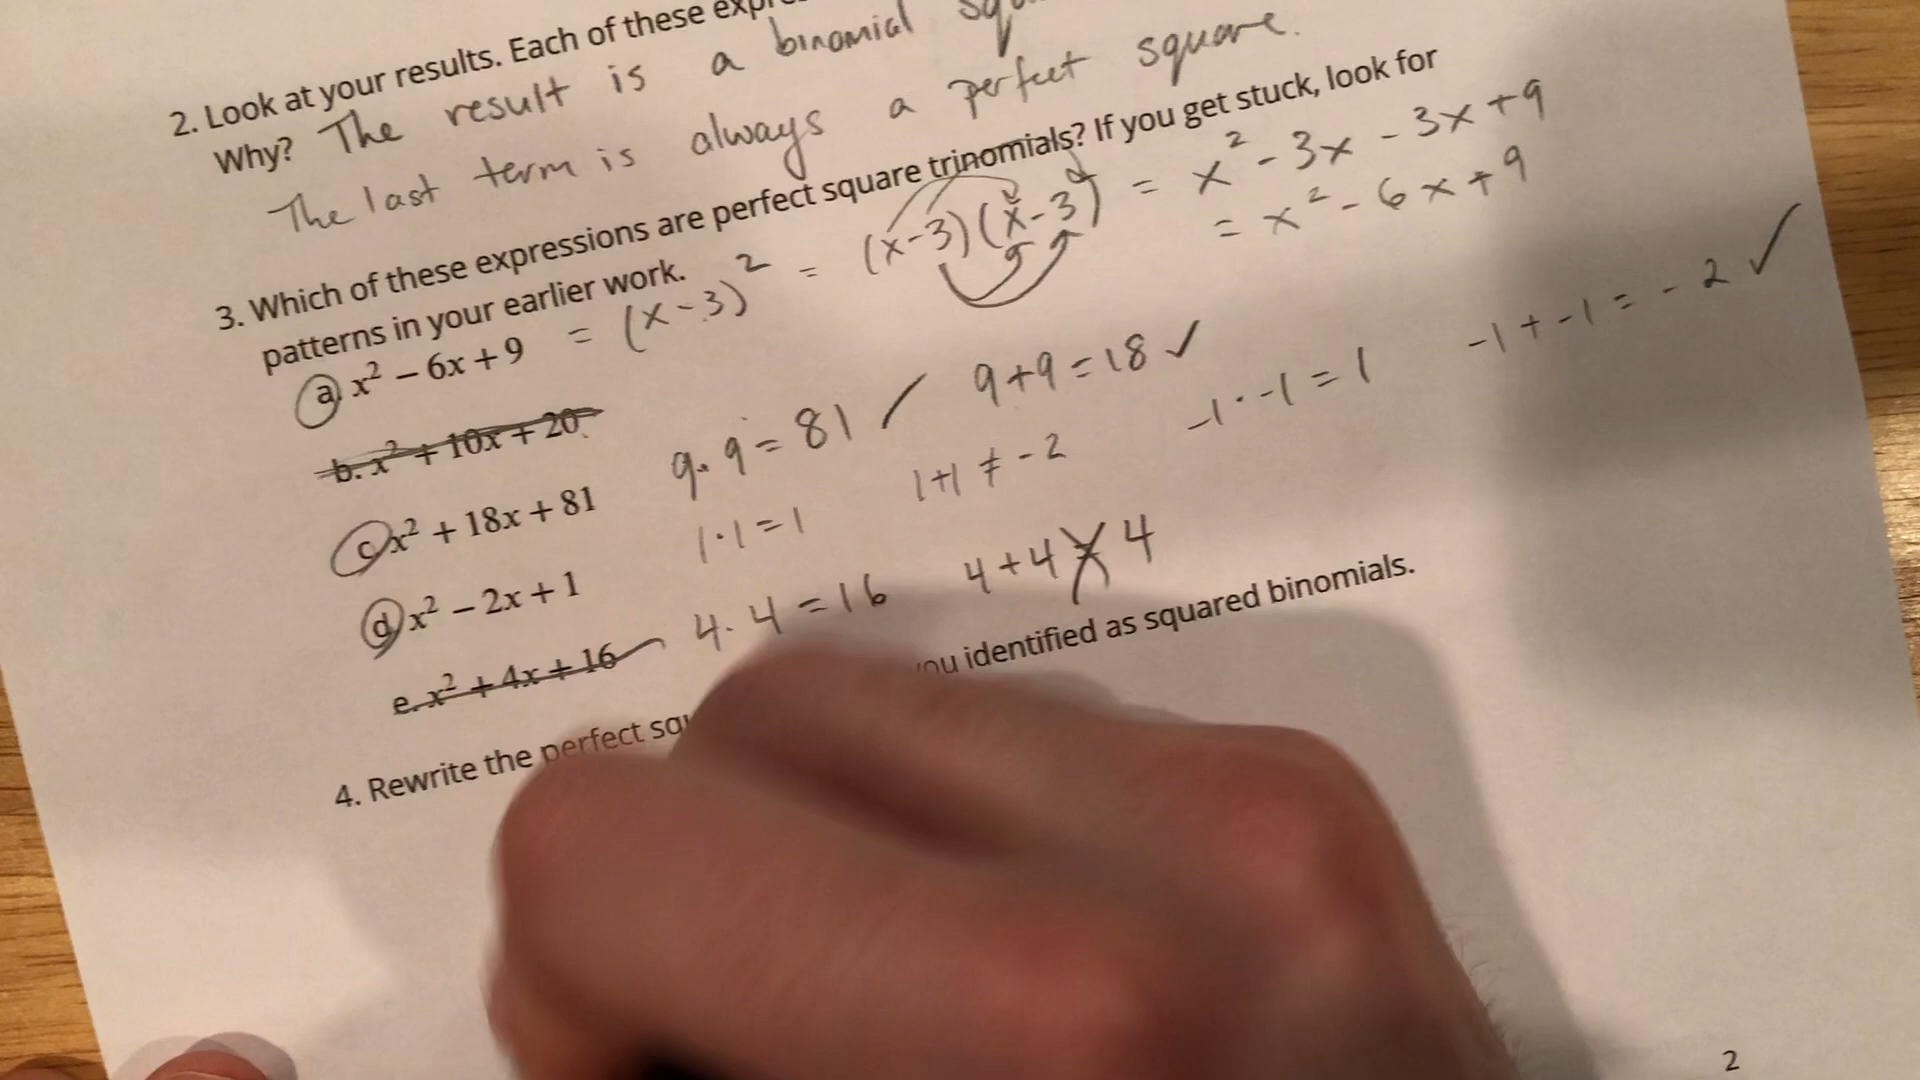 2. Look at your results. Each of these
Why? The result is a binomial
The last term is always a perfect square.
3. Which of these expressions are perfect square trinomials? If you get stuck, look for
patterns in your earlier work.
a. x² − 6x + 9 = (x-3)² = (x-3)(x-3) = x² - 3x - 3x + 9
= x² - 6x + 9
b. x² + 10x + 20
c. x² + 18x + 81 9·9 = 81 ✓ 9+9 = 18 ✓
d. x² − 2x + 1 1·1 = 1 1+1 ≠ -2 -1·-1 = 1 -1 + -1 = -2 ✓
e. x² + 4x + 16 4·4 = 16 4+4 ≠ 4
4. Rewrite the perfect you identified as squared binomials.
2